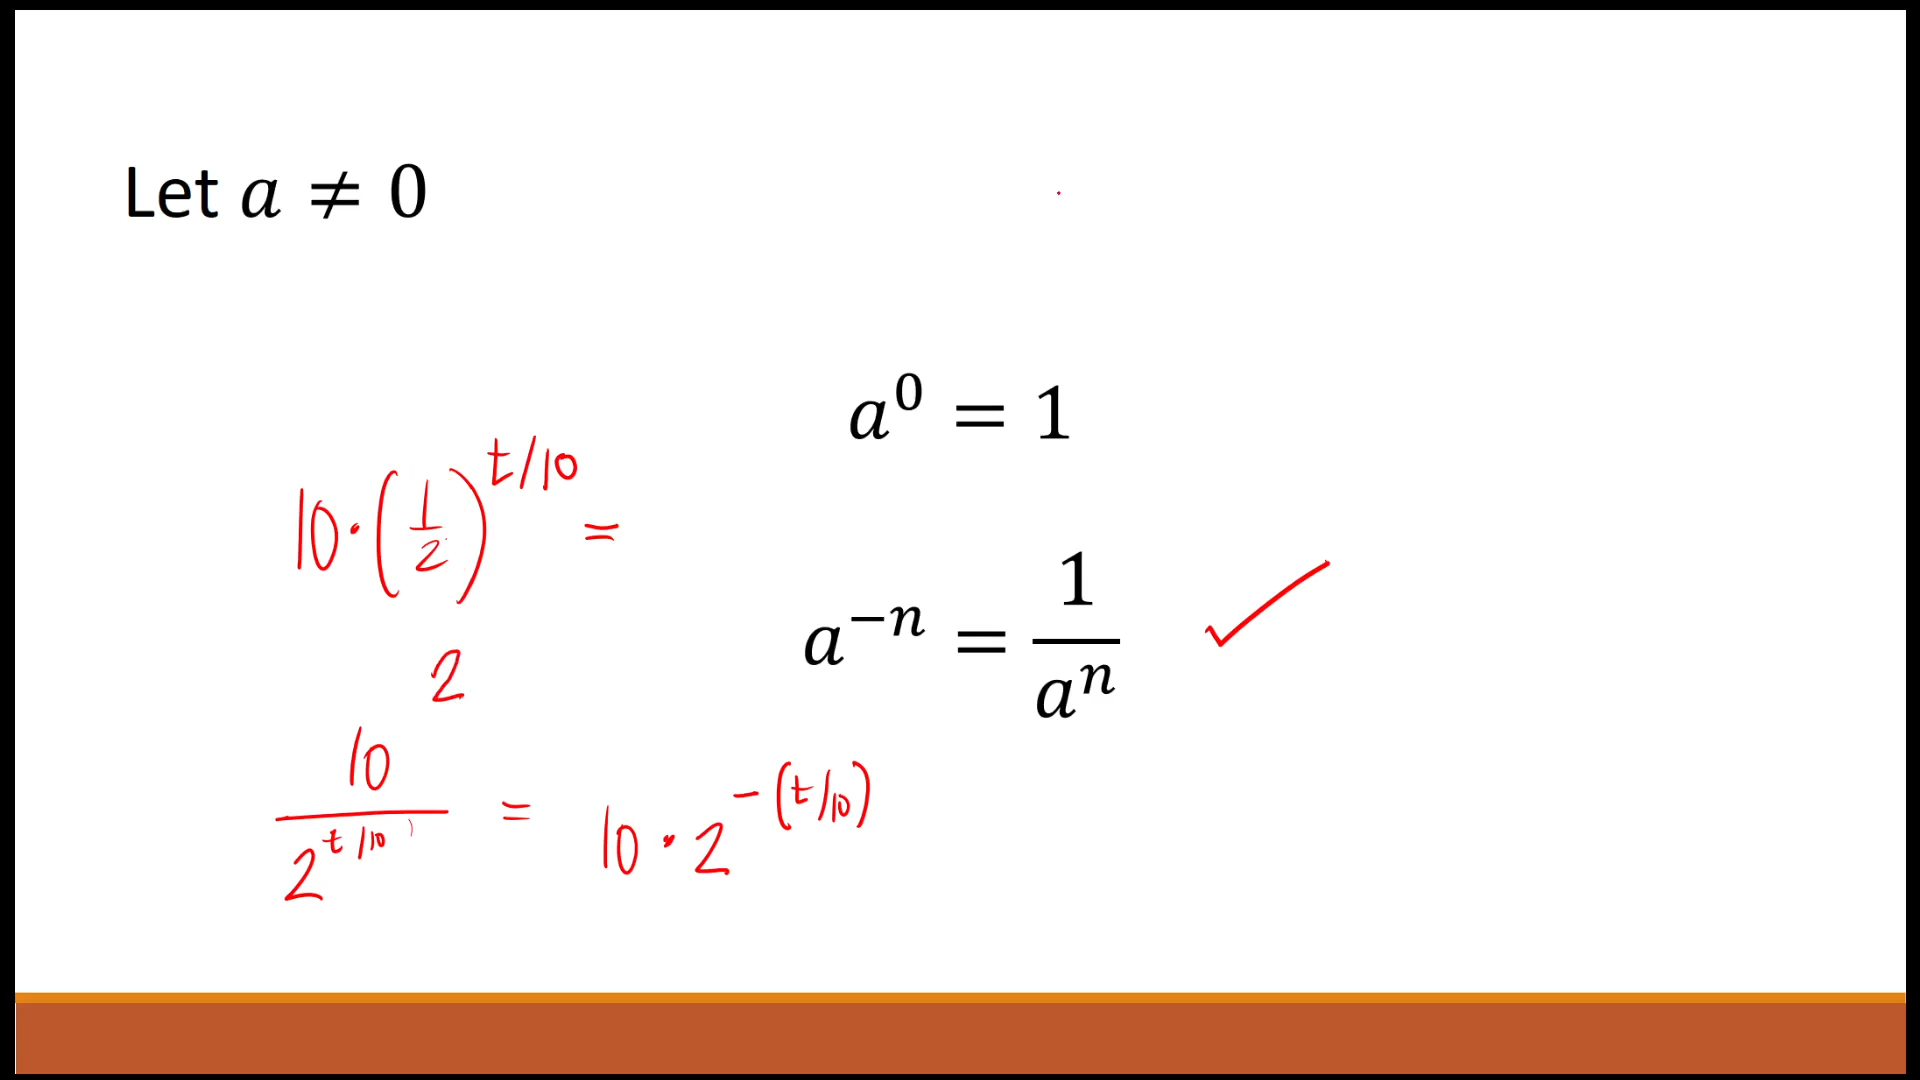 Let a ≠ 0
a⁰ = 1
10 · (1/2)^(t/10) =
a⁻ⁿ = 1/aⁿ ✓
2
10/2^(t/10) = 10 · 2^(-(t/10))